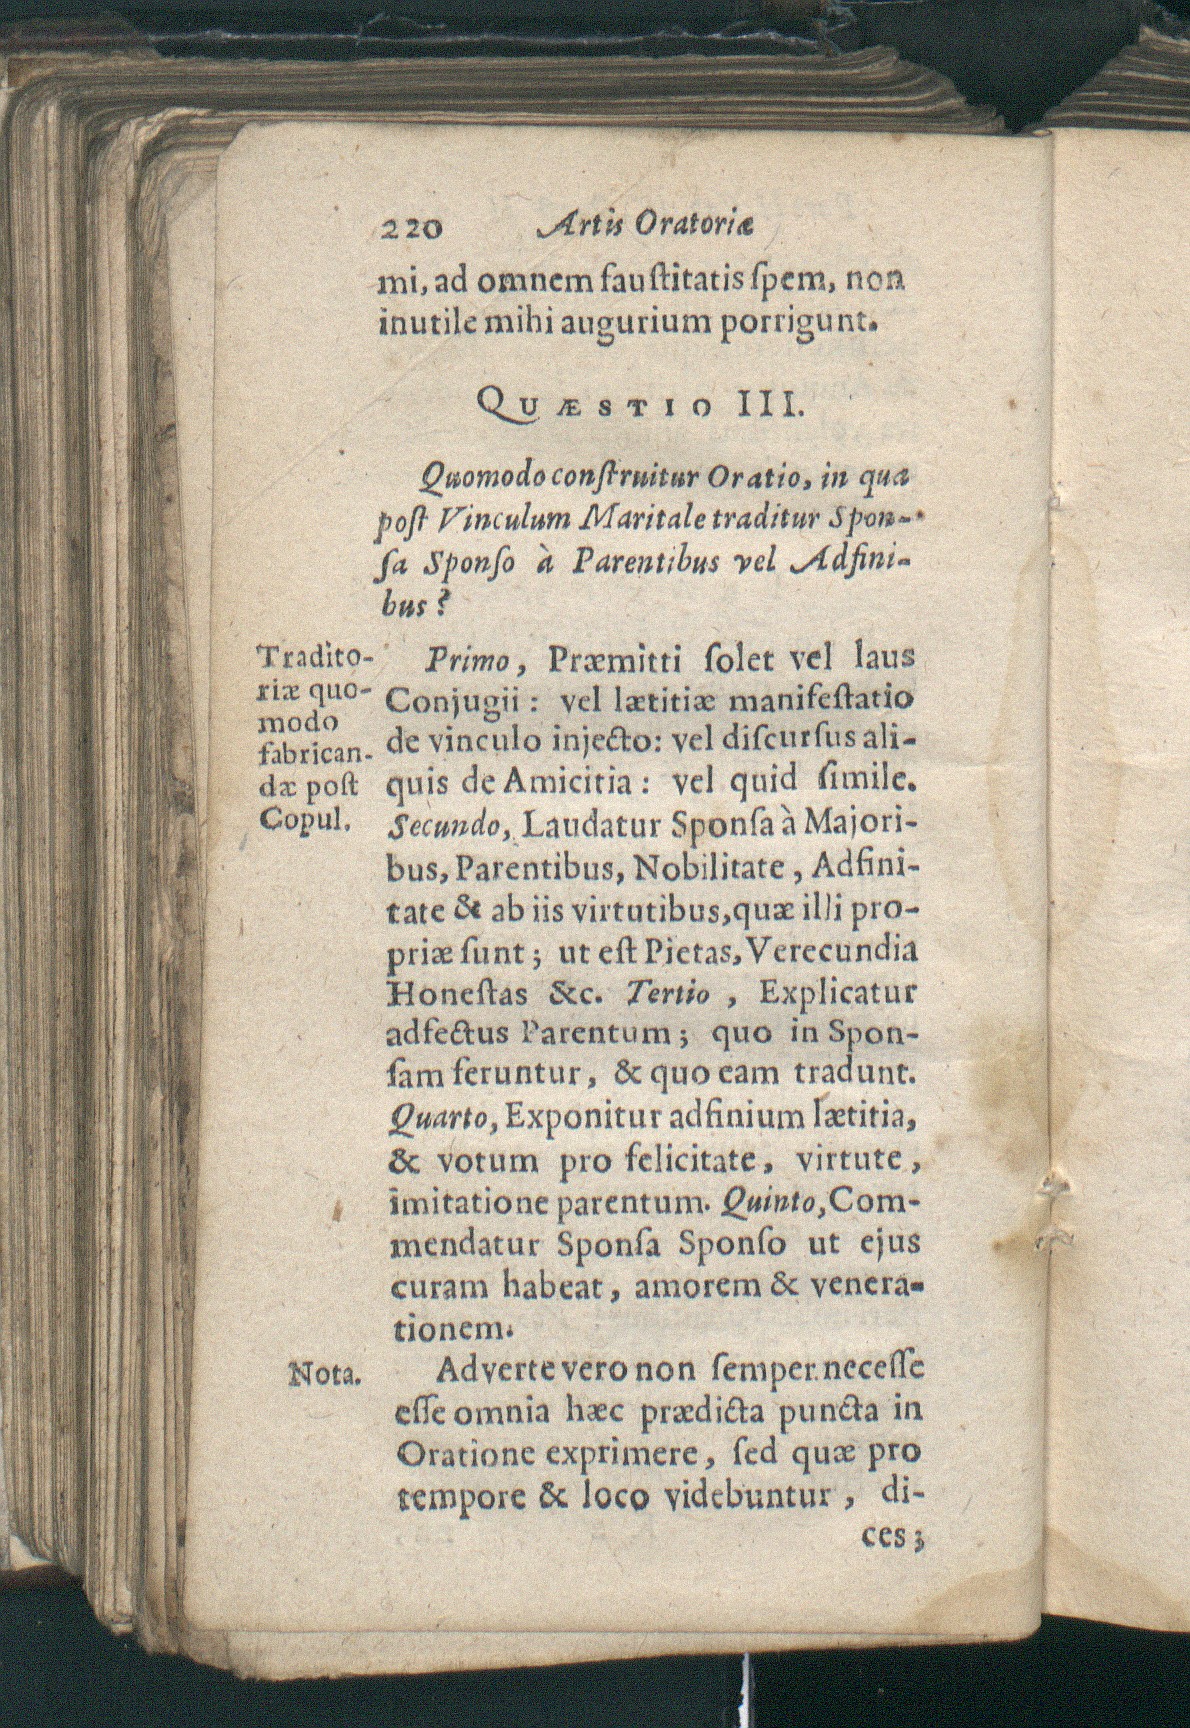 220 Artis Oratoriæ
mi, ad omnem fauſtitatis ſpem, non
inutile mihi augurium porrigunt.
QUÆSTIO III.
Quomodo conſtruitur Oratio, in qua
poſt Vinculum Maritale traditur Spon-
ſa Sponſo à Parentibus vel Adfini-
bus?
Tradito-
riæ quo-
modo
fabrican-
dæ poſt
Copul.
Primo, Præmitti ſolet vel laus
Conjugii: vel lætitiæ manifeſtatio
de vinculo injecto: vel diſcurſus ali-
quis de Amicitia: vel quid ſimile.
Secundo, Laudatur Sponſa à Majori-
bus, Parentibus, Nobilitate, Adfini-
tate & ab iis virtutibus, quæ illi pro-
priæ ſunt; ut eſt Pietas, Verecundia
Honeſtas &c. Tertio, Explicatur
adfectus Parentum; quo in Spon-
ſam feruntur, & quo eam tradunt.
Quarto, Exponitur adfinium lætitia,
& votum pro felicitate, virtute,
imitatione parentum. Quinto, Com-
mendatur Sponſa Sponſo ut ejus
curam habeat, amorem & venera-
tionem.
Nota.
Adverte vero non ſemper neceſſe
eſſe omnia hæc prædicta puncta in
Oratione exprimere, ſed quæ pro
tempore & loco videbuntur, di-
ces;